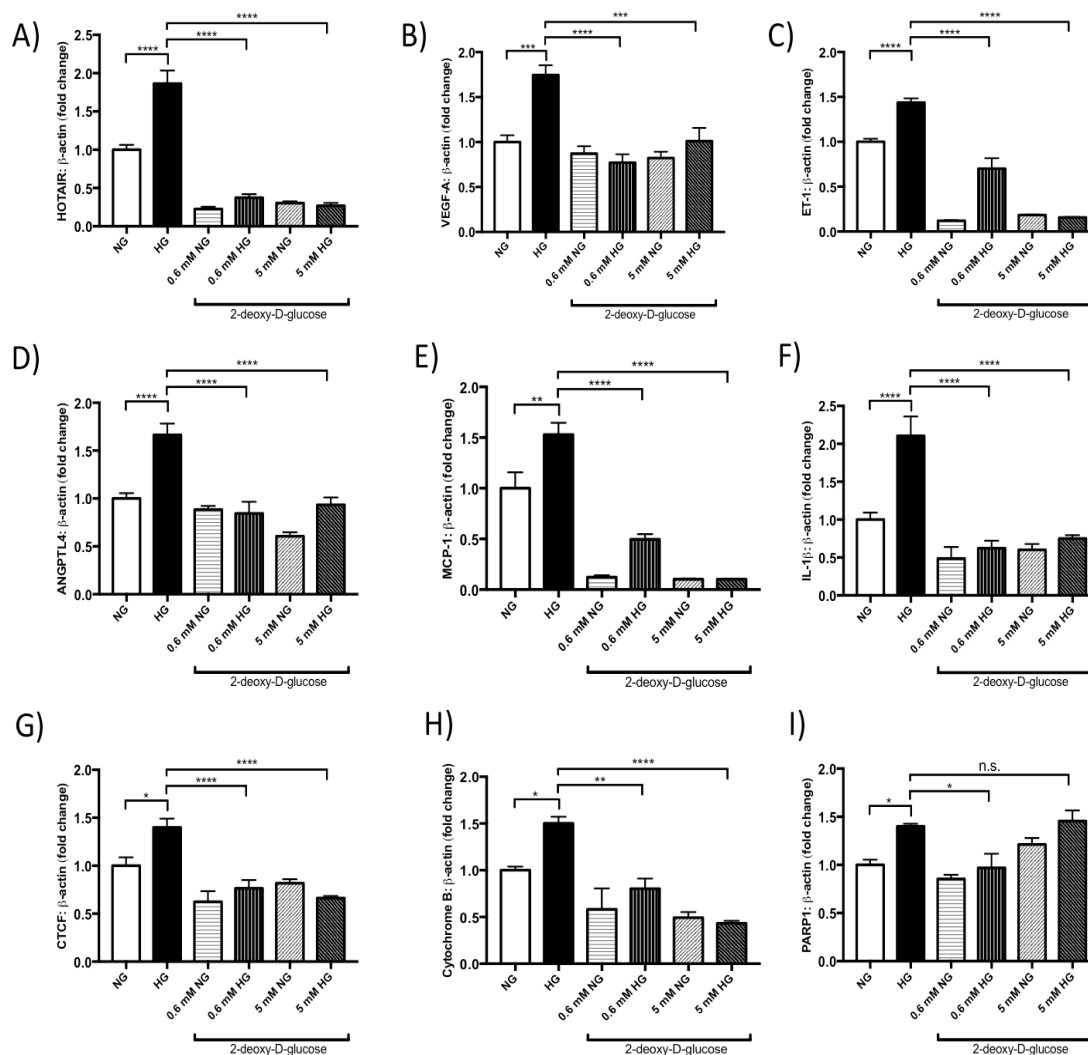 A)
HOTAIR: β-actin (fold change)
2.5
2.0
1.5
1.0
0.5
0.0
****
****
****
NG
HG
0.6 mM NG
0.6 mM HG
5 mM NG
5 mM HG
2-deoxy-D-glucose
B)
VEGF-A: β-actin (fold change)
2.0
1.5
1.0
0.5
0.0
***
****
***
NG
HG
0.6 mM NG
0.6 mM HG
5 mM NG
5 mM HG
2-deoxy-D-glucose
C)
ET-1: β-actin (fold change)
2.0
1.5
1.0
0.5
0.0
****
****
****
NG
HG
0.6 mM NG
0.6 mM HG
5 mM NG
5 mM HG
2-deoxy-D-glucose
D)
ANGPTL4: β-actin (fold change)
2.0
1.5
1.0
0.5
0.0
****
****
****
NG
HG
0.6 mM NG
0.6 mM HG
5 mM NG
5 mM HG
2-deoxy-D-glucose
E)
MCP-1: β-actin (fold change)
2.0
1.5
1.0
0.5
0.0
****
****
**
NG
HG
0.6 mM NG
0.6 mM HG
5 mM NG
5 mM HG
2-deoxy-D-glucose
F)
IL-1β: β-actin (fold change)
2.5
2.0
1.5
1.0
0.5
0.0
****
****
****
NG
HG
0.6 mM NG
0.6 mM HG
5 mM NG
5 mM HG
2-deoxy-D-glucose
G)
CTCF: β-actin (fold change)
2.0
1.5
1.0
0.5
0.0
****
****
*
NG
HG
0.6 mM NG
0.6 mM HG
5 mM NG
5 mM HG
2-deoxy-D-glucose
H)
Cytochrome B: β-actin (fold change)
2.0
1.5
1.0
0.5
0.0
****
**
*
NG
HG
0.6 mM NG
0.6 mM HG
5 mM NG
5 mM HG
2-deoxy-D-glucose
I)
PARP1: β-actin (fold change)
2.0
1.5
1.0
0.5
0.0
n.s.
*
*
NG
HG
0.6 mM NG
0.6 mM HG
5 mM NG
5 mM HG
2-deoxy-D-glucose